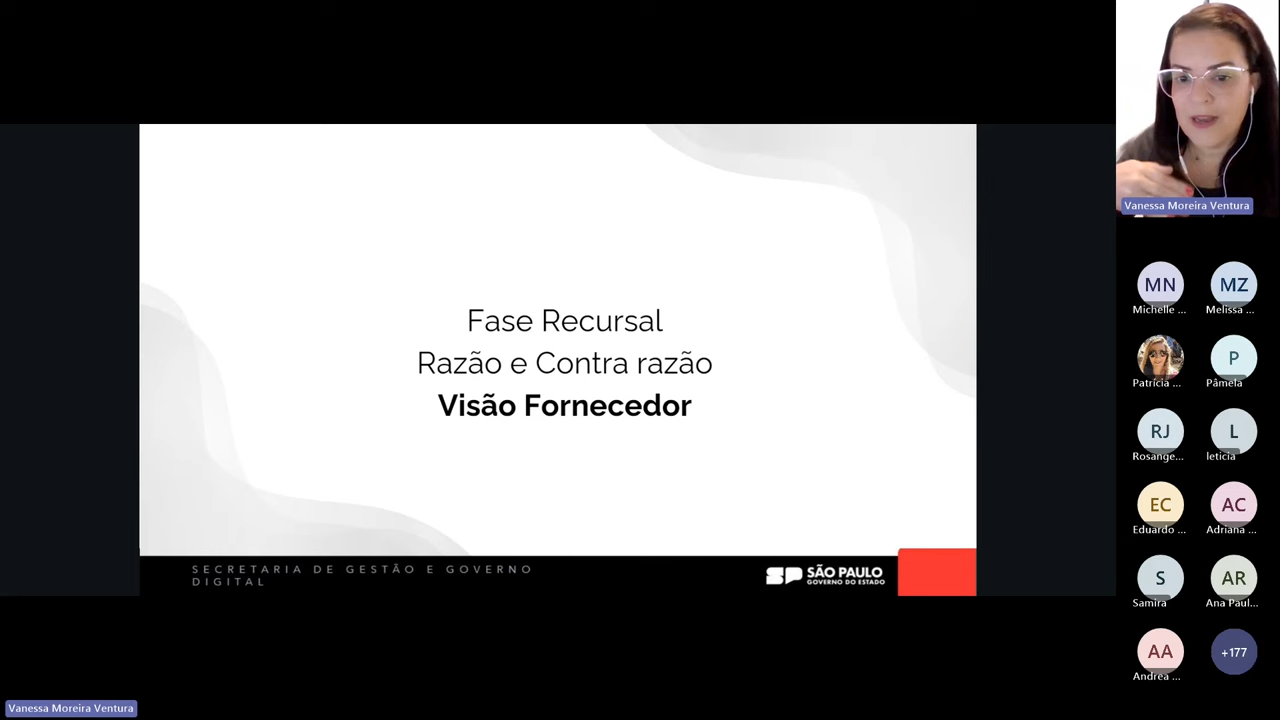 Fase Recursal
Razão e Contra razão
Visão Fornecedor
SECRETARIA DE GESTÃO E GOVERNO
DIGITAL
SP SÃO PAULO
GOVERNO DO ESTADO
Vanessa Moreira Ventura
MN
Michelle ...
MZ
Melissa ...
Patrícia ...
P
Pâmela
RJ
Rosange...
L
leticia
EC
Eduardo ...
AC
Adriana ...
S
Samira
AR
Ana Paul...
AA
Andrea ...
+177
Vanessa Moreira Ventura